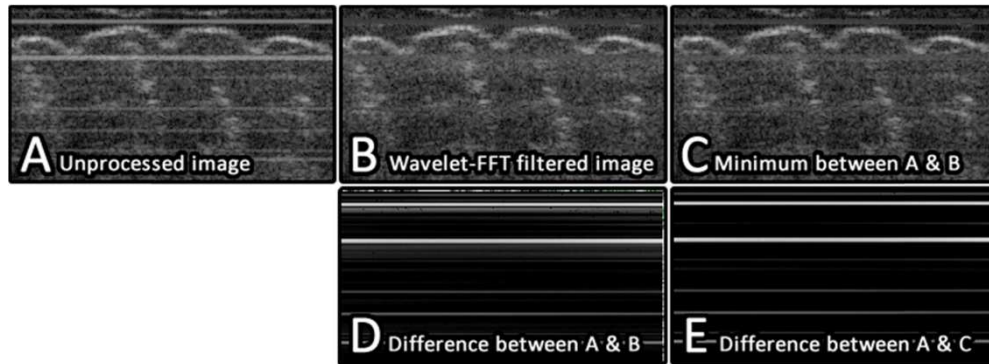 A Unprocessed image
B Wavelet-FFT filtered image
C Minimum between A & B
D Difference between A & B
E Difference between A & C